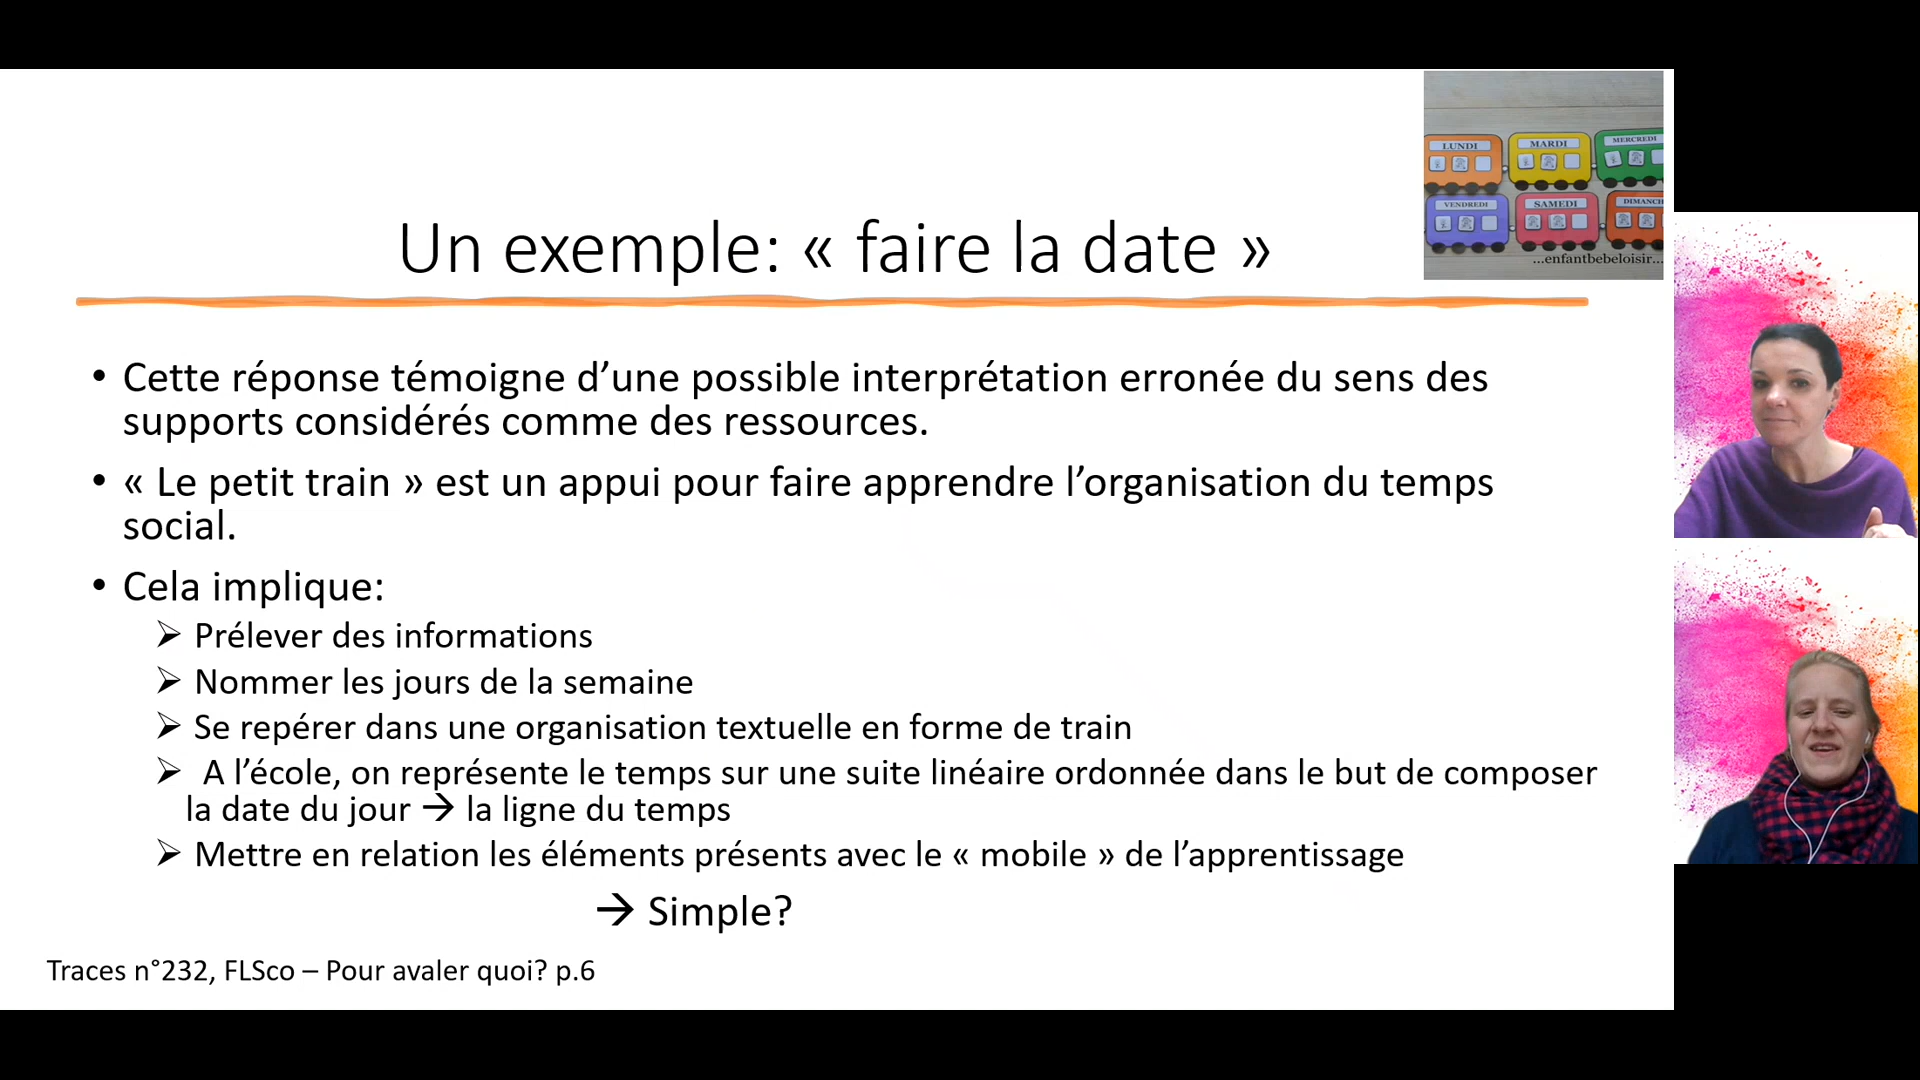 LUNDI
MARDI
MERCREDI
VENDREDI
SAMEDI
DIMANCH
...enfantbebeloisir...
Un exemple: « faire la date »
• Cette réponse témoigne d’une possible interprétation erronée du sens des
supports considérés comme des ressources.
• « Le petit train » est un appui pour faire apprendre l’organisation du temps
social.
• Cela implique:
➢ Prélever des informations
➢ Nommer les jours de la semaine
➢ Se repérer dans une organisation textuelle en forme de train
➢ A l’école, on représente le temps sur une suite linéaire ordonnée dans le but de composer
la date du jour → la ligne du temps
➢ Mettre en relation les éléments présents avec le « mobile » de l’apprentissage
→ Simple?
Traces n°232, FLSco – Pour avaler quoi? p.6